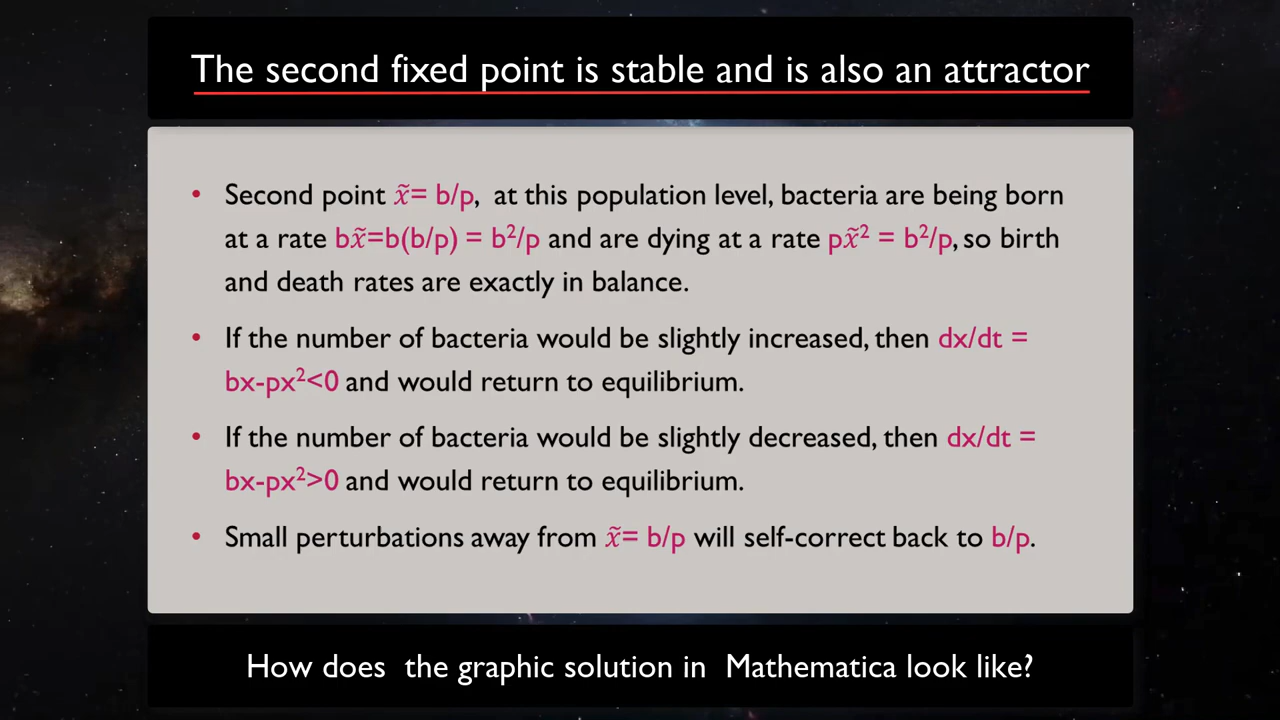 The second fixed point is stable and is also an attractor
• Second point x̃= b/p, at this population level, bacteria are being born
at a rate bx̃=b(b/p) = b²/p and are dying at a rate px̃² = b²/p, so birth
and death rates are exactly in balance.
• If the number of bacteria would be slightly increased, then dx/dt =
bx-px²<0 and would return to equilibrium.
• If the number of bacteria would be slightly decreased, then dx/dt =
bx-px²>0 and would return to equilibrium.
• Small perturbations away from x̃= b/p will self-correct back to b/p.
How does the graphic solution in Mathematica look like?